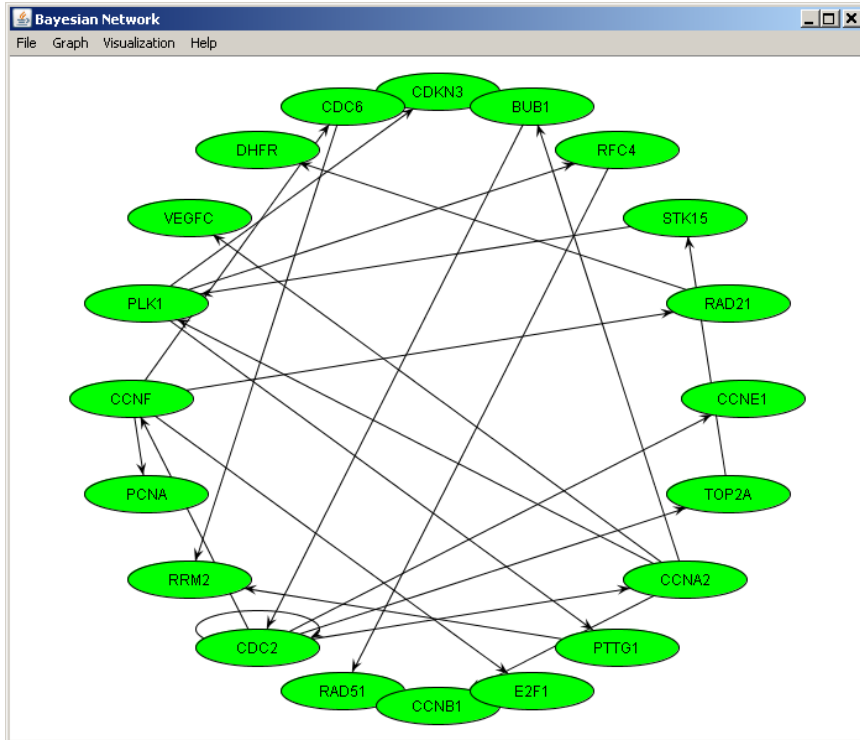 Bayesian Network
File Graph Visualization Help
CDKN3
CDC6
BUB1
DHFR
RFC4
VEGFC
STK15
PLK1
RAD21
CCNF
CCNE1
PCNA
TOP2A
RRM2
CCNA2
CDC2
PTTG1
RAD51
E2F1
CCNB1